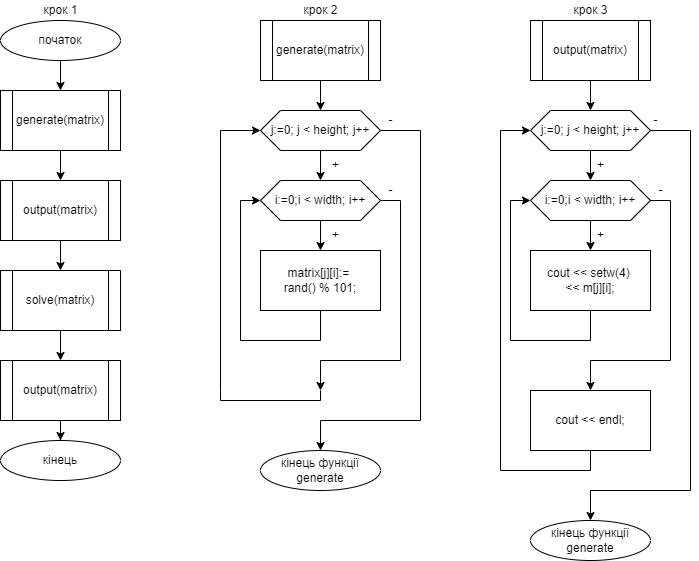 крок 1
початок
generate(matrix)
output(matrix)
solve(matrix)
output(matrix)
кінець
крок 2
generate(matrix)
j:=0; j < height; j++
-
+
i:=0;i < width; i++
-
+
matrix[j][i]:=
rand() % 101;
кінець функції
generate
крок 3
output(matrix)
j:=0; j < height; j++
-
+
i:=0;i < width; i++
-
+
cout << setw(4)
<< m[j][i];
cout << endl;
кінець функції
generate